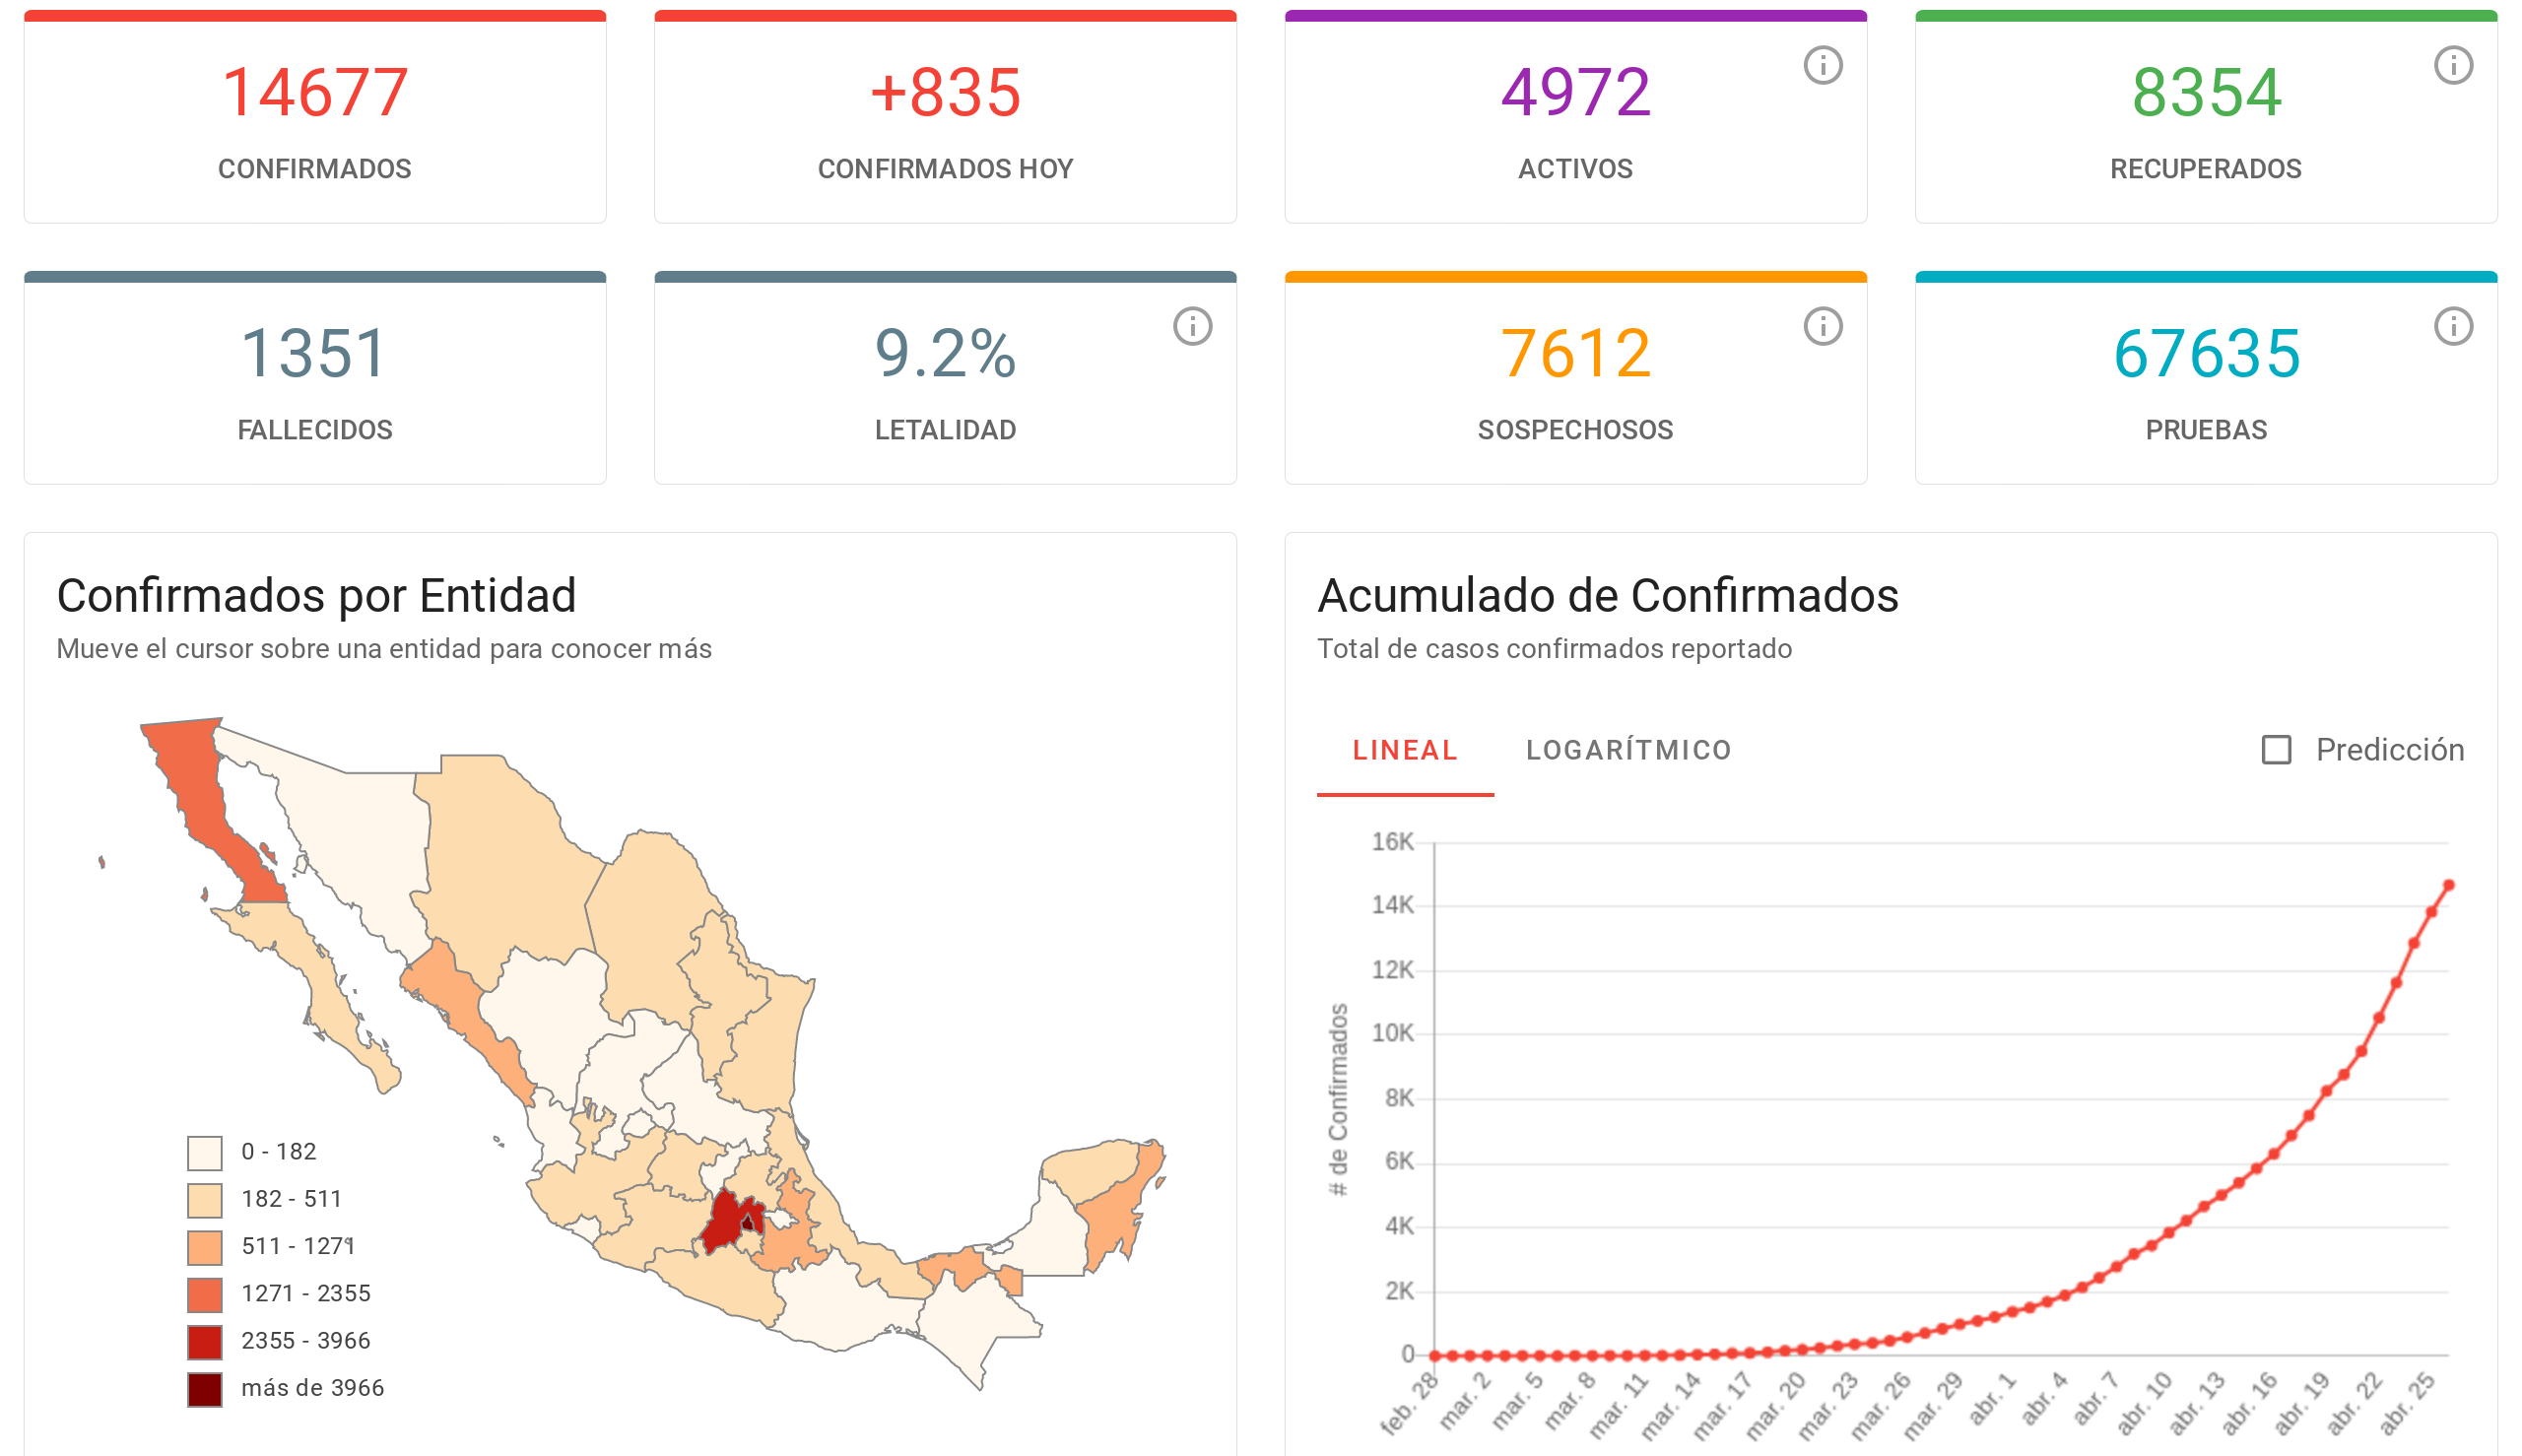 14677
CONFIRMADOS
+835
CONFIRMADOS HOY
4972
ACTIVOS
8354
RECUPERADOS
1351
FALLECIDOS
9.2%
LETALIDAD
7612
SOSPECHOSOS
67635
PRUEBAS
Confirmados por Entidad
Mueve el cursor sobre una entidad para conocer más
0 - 182
182 - 511
511 - 1271
1271 - 2355
2355 - 3966
más de 3966
Acumulado de Confirmados
Total de casos confirmados reportado
LINEAL
LOGARÍTMICO
Predicción
# de Confirmados
16K
14K
12K
10K
8K
6K
4K
2K
0
feb. 28
mar. 2
mar. 5
mar. 8
mar. 11
mar. 14
mar. 17
mar. 20
mar. 23
mar. 26
mar. 29
abr. 1
abr. 4
abr. 7
abr. 10
abr. 13
abr. 16
abr. 19
abr. 22
abr. 25